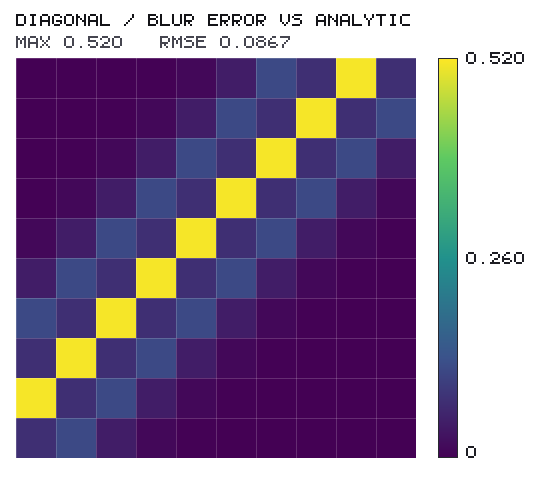 DIAGONAL / BLUR ERROR VS ANALYTIC
MAX 0.520 RMSE 0.0867
0.520
0.260
0